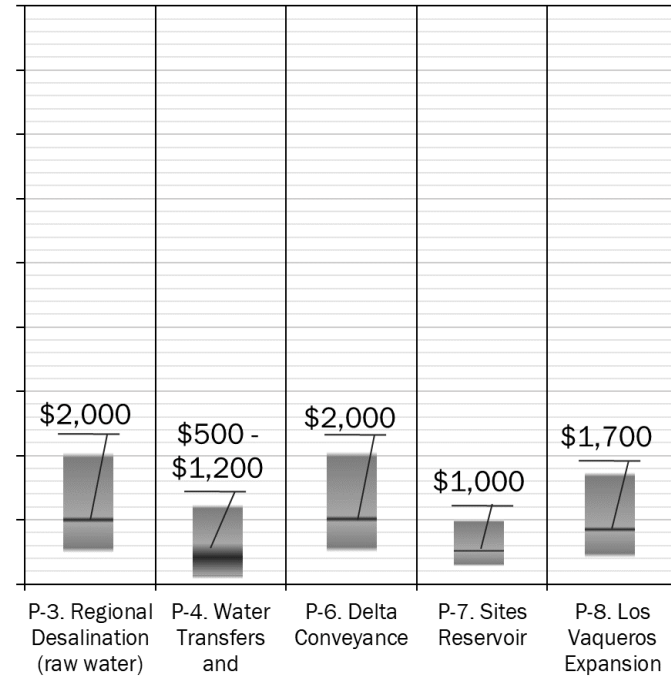 $2,000
$500 -
$1,200
$2,000
$1,000
$1,700
P-3. Regional
Desalination
(raw water)
P-4. Water
Transfers
and
P-6. Delta
Conveyance
P-7. Sites
Reservoir
P-8. Los
Vaqueros
Expansion